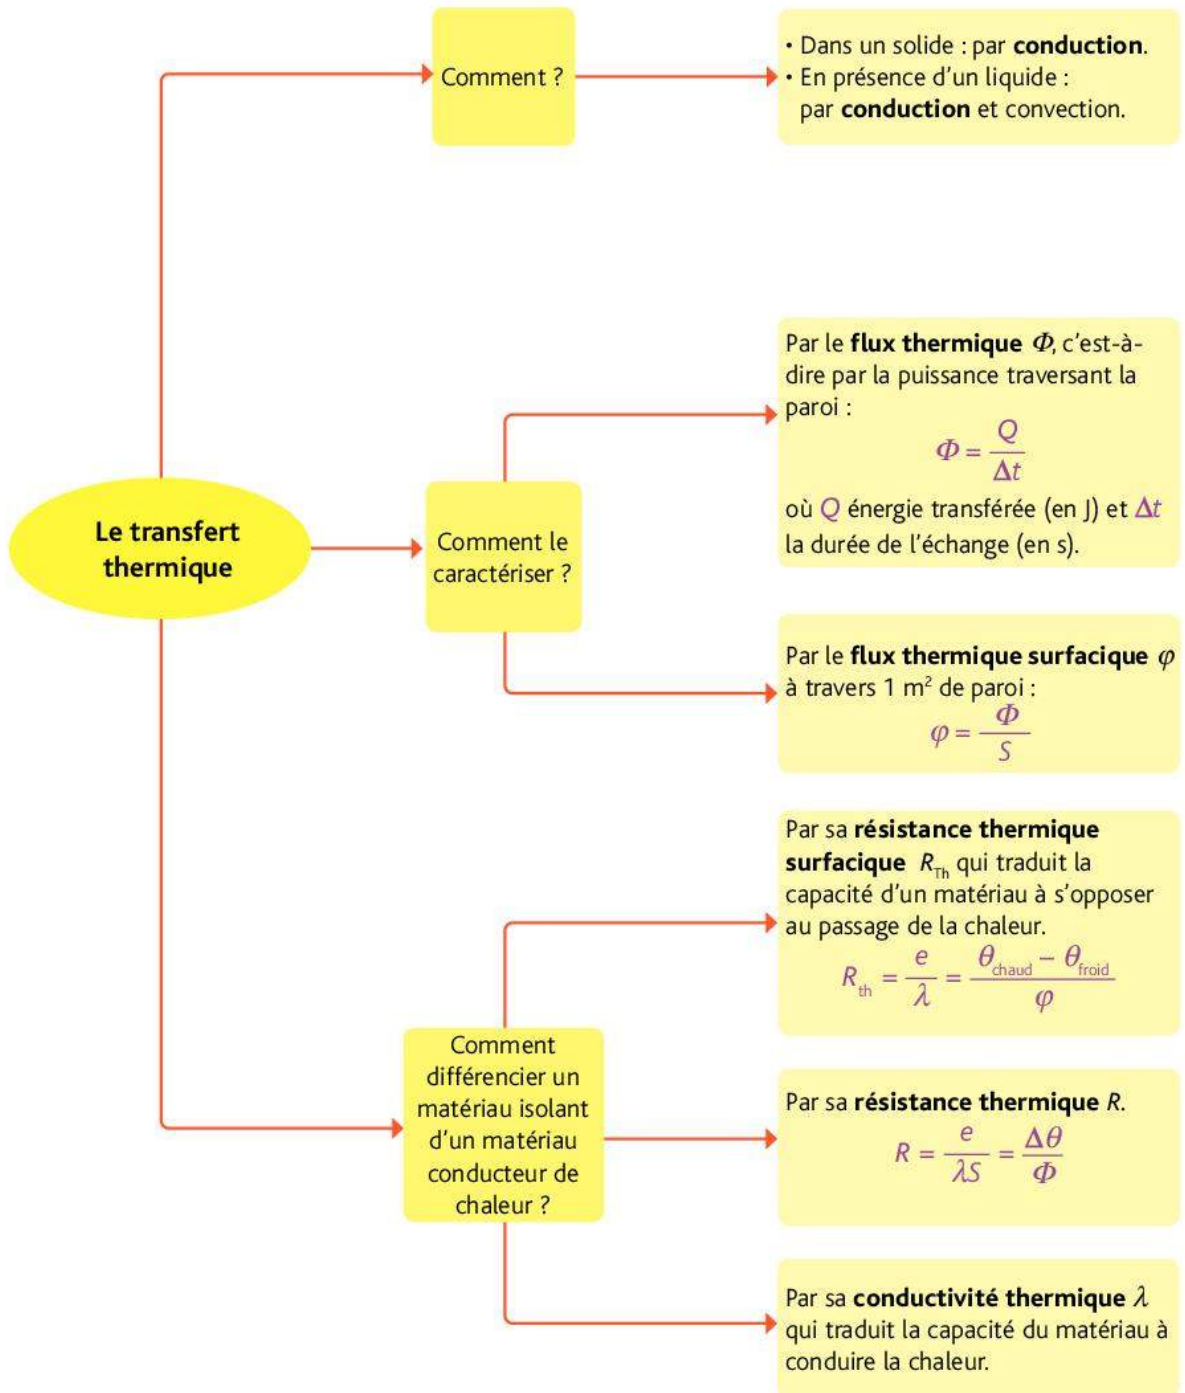 Comment ?
• Dans un solide : par conduction.
• En présence d'un liquide :
par conduction et convection.
Le transfert
thermique
Comment le
caractériser ?
Par le flux thermique Φ, c'est-à-
dire par la puissance traversant la
paroi :
Φ = Q / Δt
où Q énergie transférée (en J) et Δt
la durée de l'échange (en s).
Par le flux thermique surfacique φ
à travers 1 m² de paroi :
φ = Φ / S
Comment
différencier un
matériau isolant
d'un matériau
conducteur de
chaleur ?
Par sa résistance thermique
surfacique R_Th qui traduit la
capacité d'un matériau à s'opposer
au passage de la chaleur.
R_th = e / λ = (θ_chaud − θ_froid) / φ
Par sa résistance thermique R.
R = e / λS = Δθ / Φ
Par sa conductivité thermique λ
qui traduit la capacité du matériau à
conduire la chaleur.